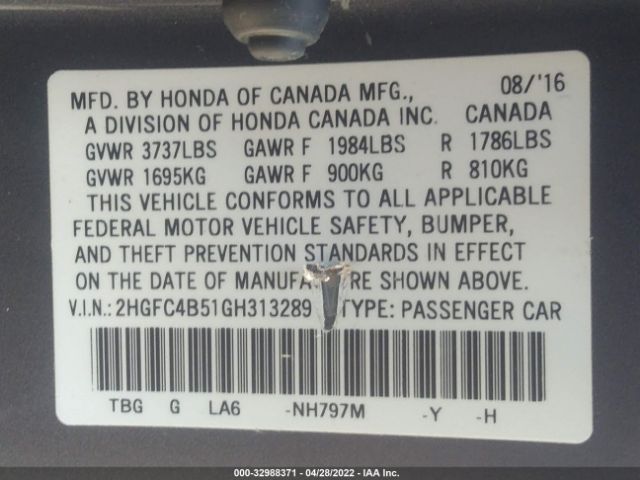 MFD. BY HONDA OF CANADA MFG., 08/'16
A DIVISION OF HONDA CANADA INC. CANADA
GVWR 3737LBS GAWR F 1984LBS R 1786LBS
GVWR 1695KG GAWR F 900KG R 810KG
THIS VEHICLE CONFORMS TO ALL APPLICABLE
FEDERAL MOTOR VEHICLE SAFETY, BUMPER,
AND THEFT PREVENTION STANDARDS IN EFFECT
ON THE DATE OF MANUFA RE SHOWN ABOVE.
V.I.N.: 2HGFC4B51GH313289 TYPE: PASSENGER CAR
TBG G LA6 -NH797M -Y -H
000-32988371 - 04/28/2022 - IAA Inc.